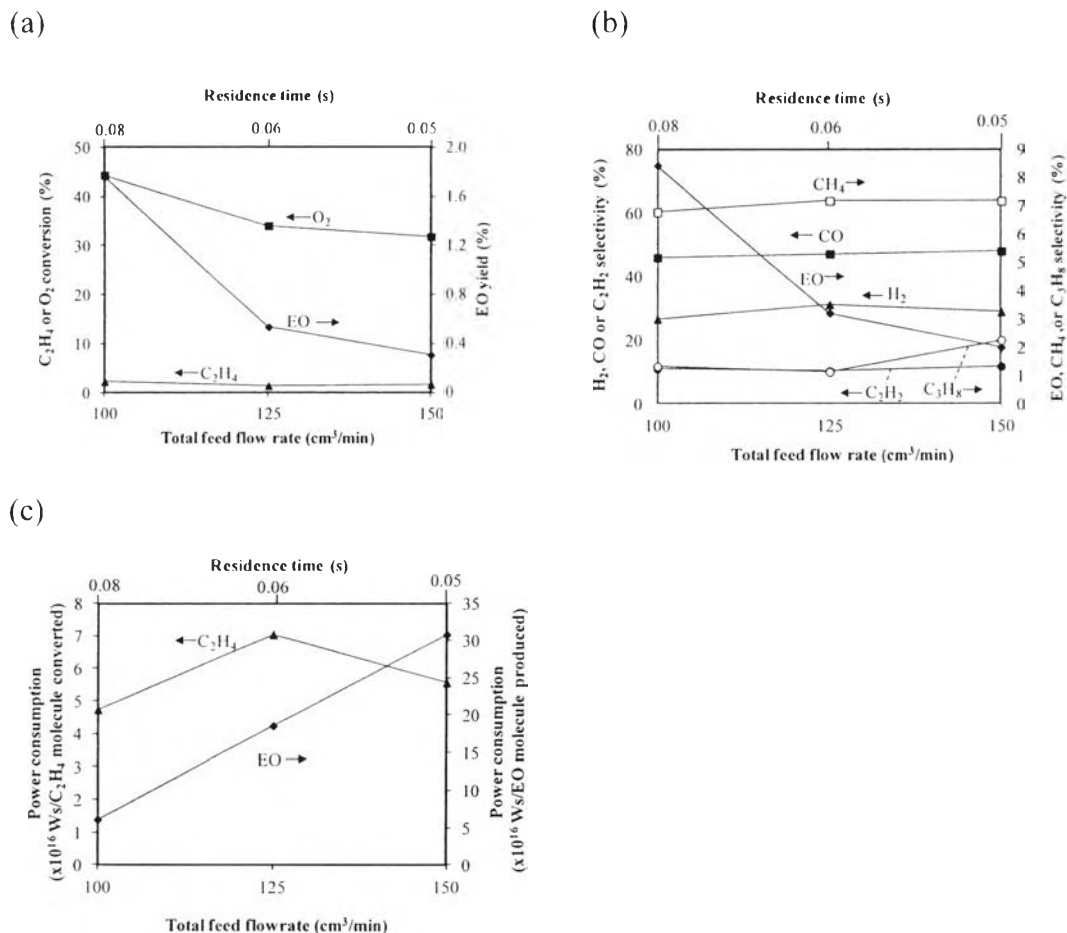 (a)
Residence time (s)
0.08 0.06 0.05
C₂H₄ or O₂ conversion (%)
50
45
40
35
30
25
20
15
10
5
0
O₂
EO
C₂H₄
2.0
1.6
1.2
0.8
0.4
0
EO yield (%)
100 125 150
Total feed flow rate (cm³/min)
(b)
Residence time (s)
0.08 0.06 0.05
H₂, CO or C₂H₂ selectivity (%)
80
60
40
20
0
CH₄
CO
EO
H₂
C₂H₂
C₃H₈
9
8
7
6
5
4
3
2
1
0
EO, CH₄ ,or C₃H₈ selectivity (%)
100 125 150
Total feed flow rate (cm³/min)
(c)
Residence time (s)
0.08 0.06 0.05
Power consumption
(x10¹⁶ Ws/C₂H₄ molecule converted)
8
7
6
5
4
3
2
1
0
C₂H₄
EO
35
30
25
20
15
10
5
0
Power consumption
(x10¹⁶ Ws/EO molecule produced)
100 125 150
Total feed flowrate (cm³/min)